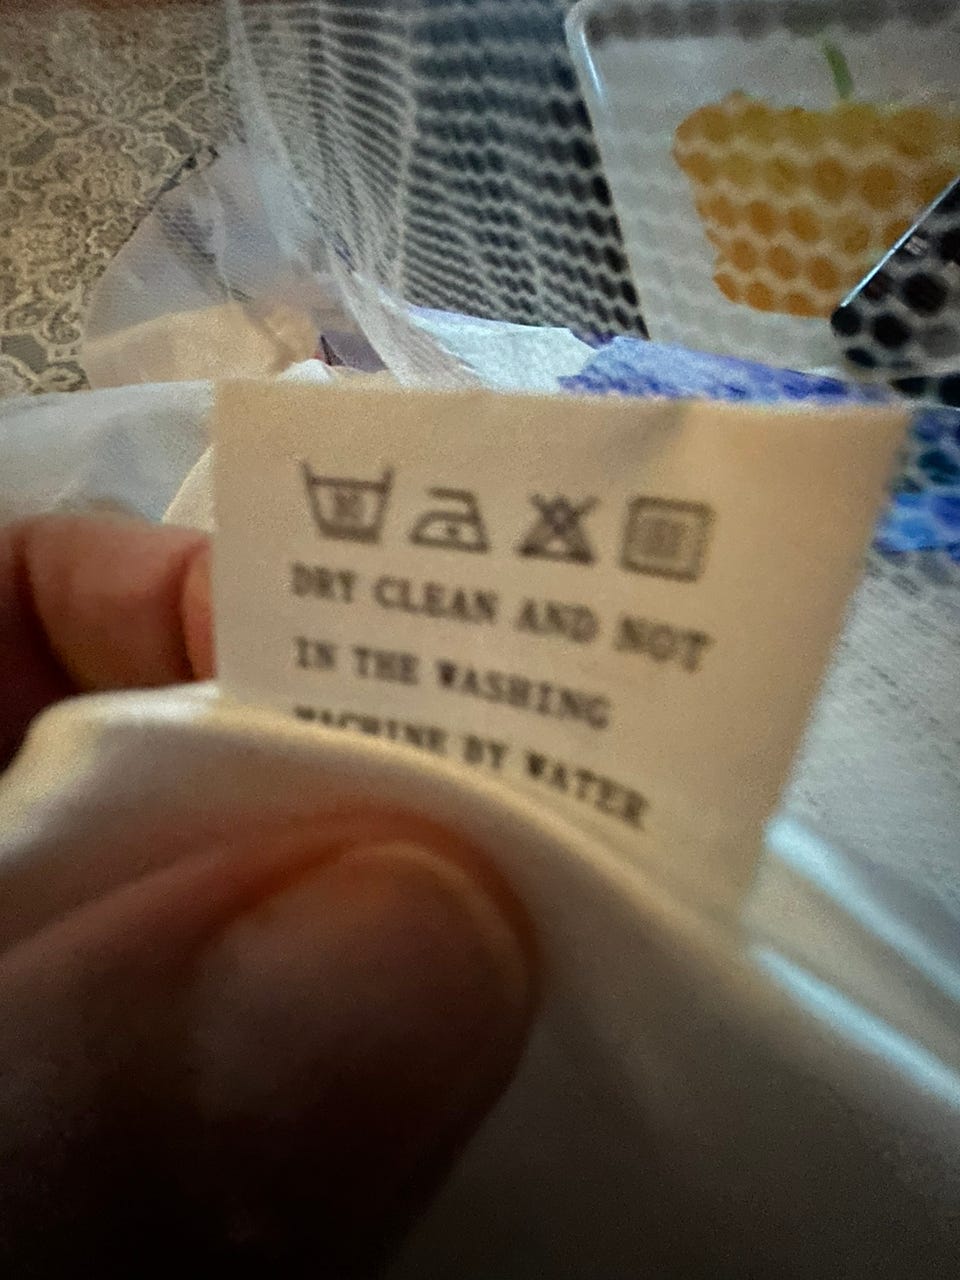 DRY CLEAN AND NOT
IN THE WASHING
MACHINE BY WATER